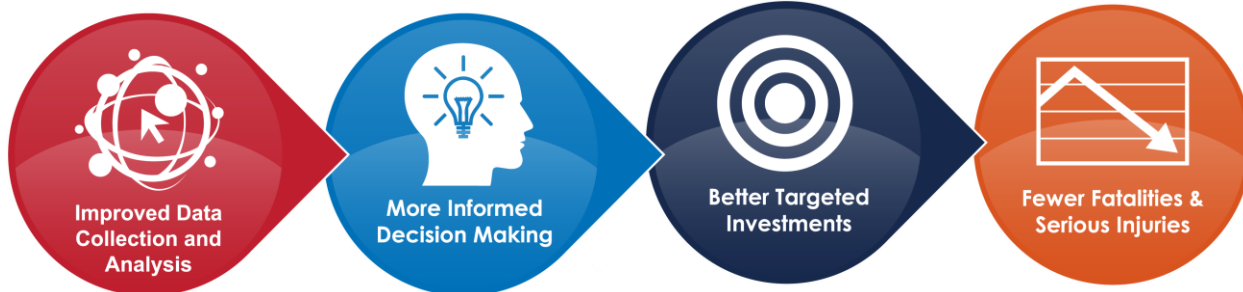 Improved Data
Collection and
Analysis
More Informed
Decision Making
Better Targeted
Investments
Fewer Fatalities &
Serious Injuries